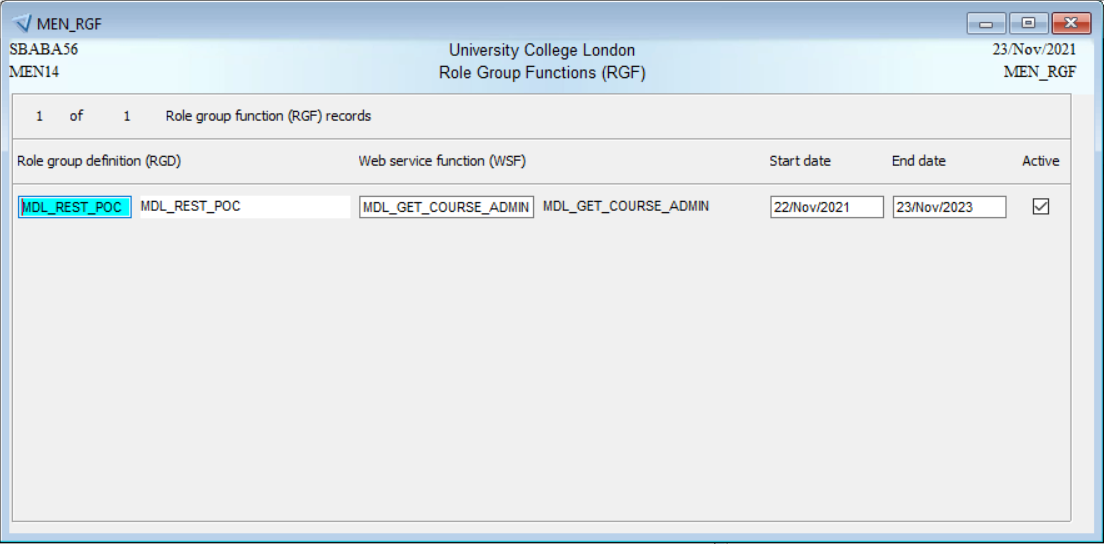 MEN_RGF
SBABA56 University College London 23/Nov/2021
MEN14 Role Group Functions (RGF) MEN_RGF
1 of 1 Role group function (RGF) records
Role group definition (RGD) Web service function (WSF) Start date End date Active
MDL_REST_POC MDL_REST_POC MDL_GET_COURSE_ADMIN MDL_GET_COURSE_ADMIN 22/Nov/2021 23/Nov/2023